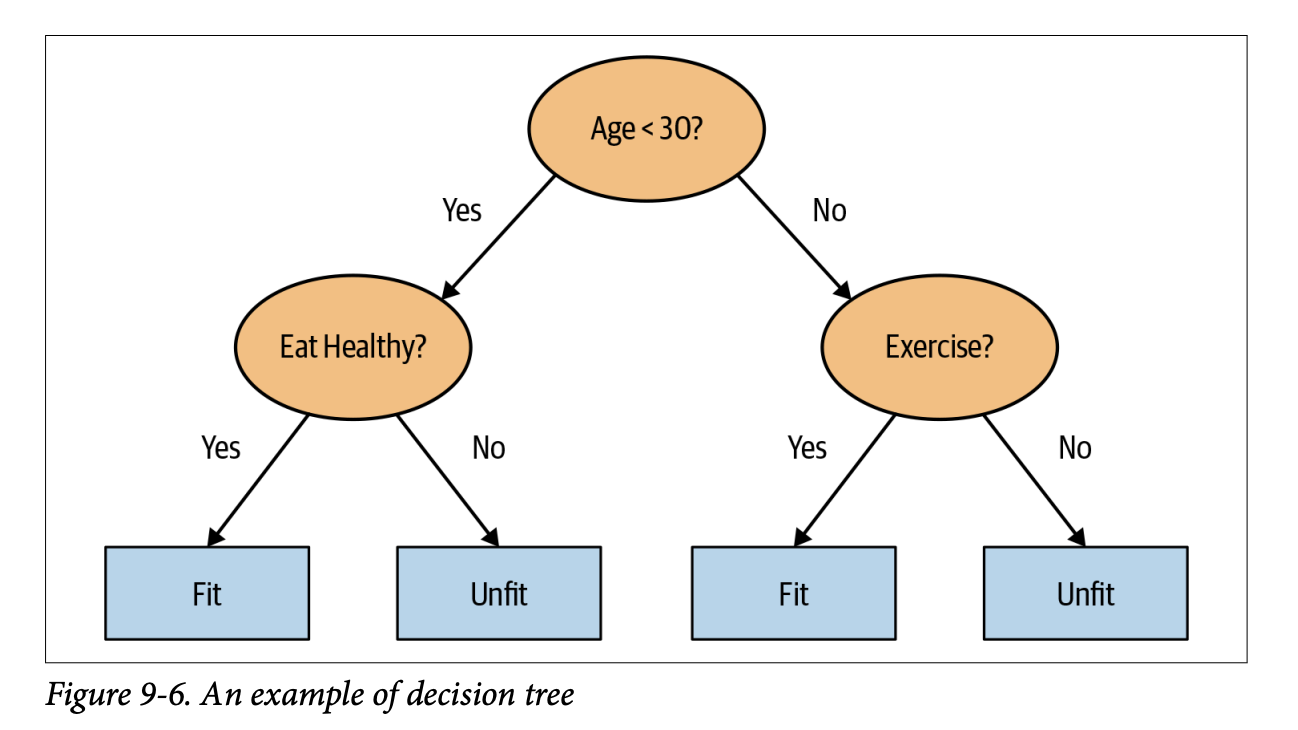 Age < 30?
Yes
No
Eat Healthy?
Exercise?
Yes
No
Yes
No
Fit
Unfit
Fit
Unfit
Figure 9-6. An example of decision tree